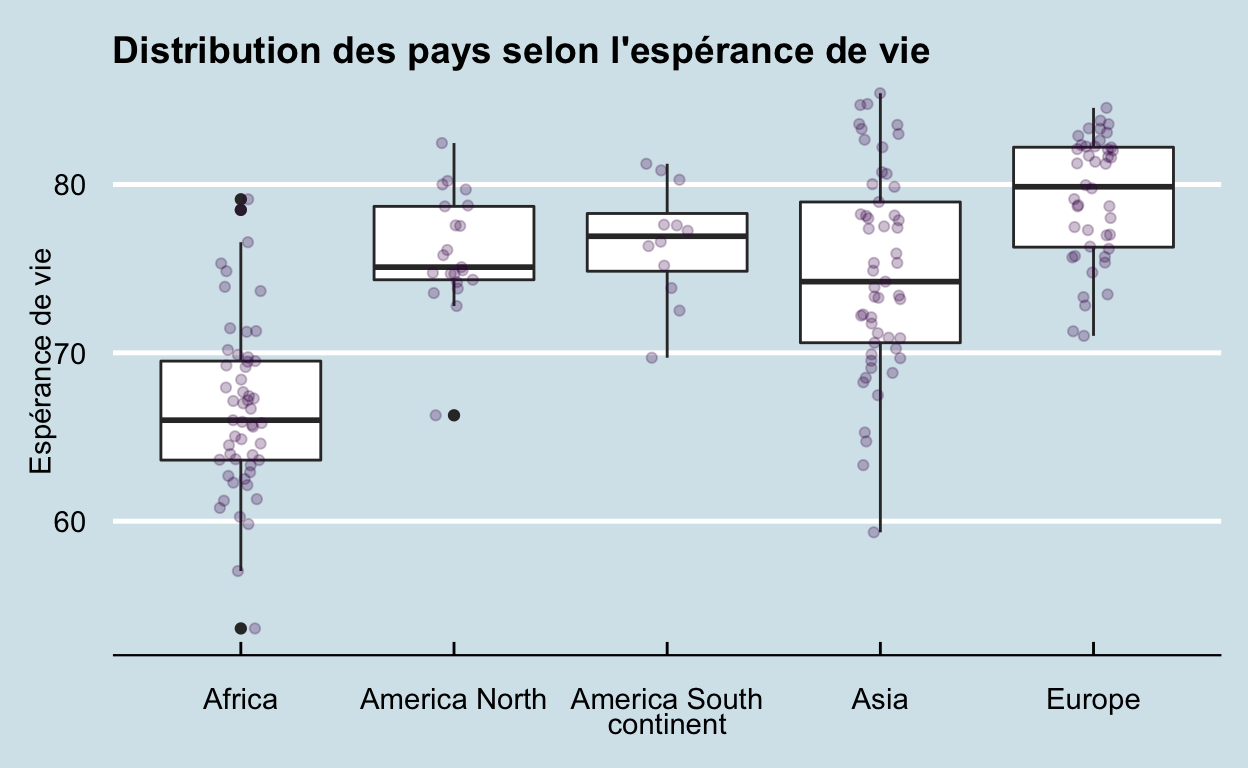 Distribution des pays selon l'espérance de vie
Espérance de vie
80
70
60
Africa
America North
America South
Asia
Europe
continent